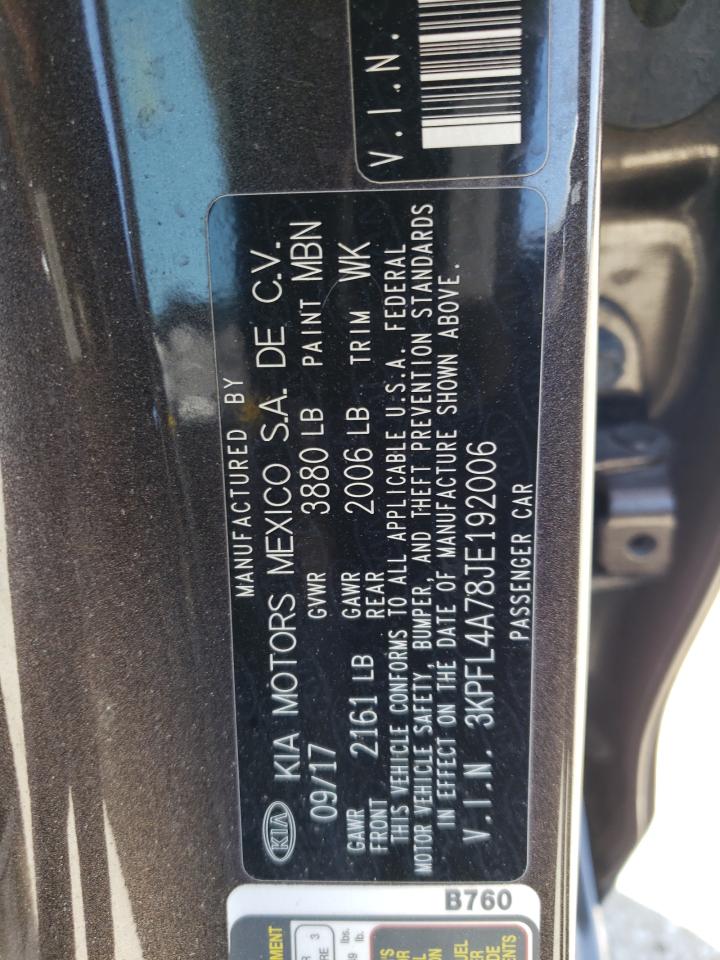 MANUFACTURED BY
KIA KIA MOTORS MEXICO S.A. DE C.V.
09/17 GVWR 3880 LB PAINT MBN
GAWR FRONT 2161 LB GAWR REAR 2006 LB TRIM WK
THIS VEHICLE CONFORMS TO ALL APPLICABLE U.S.A. FEDERAL
MOTOR VEHICLE SAFETY, BUMPER, AND THEFT PREVENTION STANDARDS
IN EFFECT ON THE DATE OF MANUFACTURE SHOWN ABOVE.
V.I.N. 3KPFL4A78JE192006
PASSENGER CAR
V.I.N.
B760